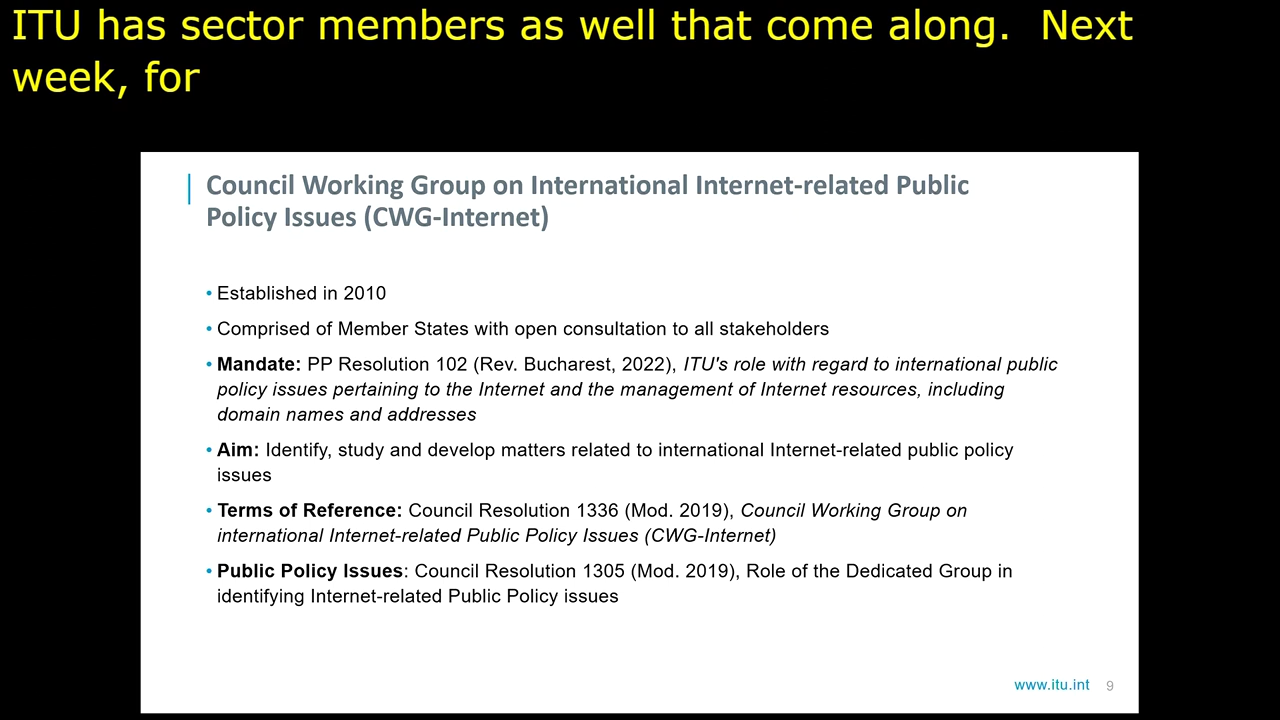 ITU has sector members as well that come along.  Next
week, for
Council Working Group on International Internet-related Public
Policy Issues (CWG-Internet)
• Established in 2010
• Comprised of Member States with open consultation to all stakeholders
• Mandate: PP Resolution 102 (Rev. Bucharest, 2022), ITU's role with regard to international public
policy issues pertaining to the Internet and the management of Internet resources, including
domain names and addresses
• Aim: Identify, study and develop matters related to international Internet-related public policy
issues
• Terms of Reference: Council Resolution 1336 (Mod. 2019), Council Working Group on
international Internet-related Public Policy Issues (CWG-Internet)
• Public Policy Issues: Council Resolution 1305 (Mod. 2019), Role of the Dedicated Group in
identifying Internet-related Public Policy issues
www.itu.int 9